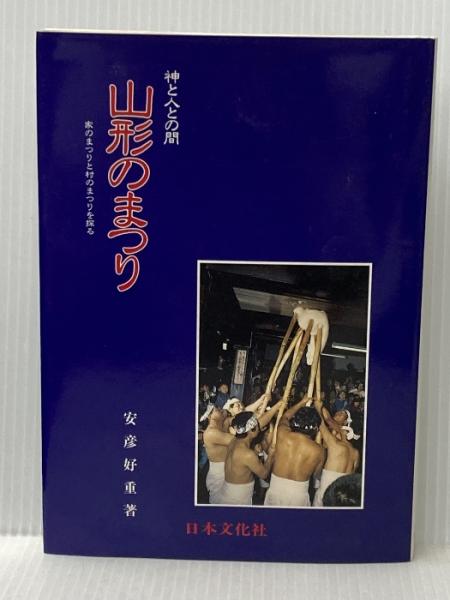 神と人との間
山形のまつり
家のまつりと村のまつりを探る
安彦好重著
日本文化社